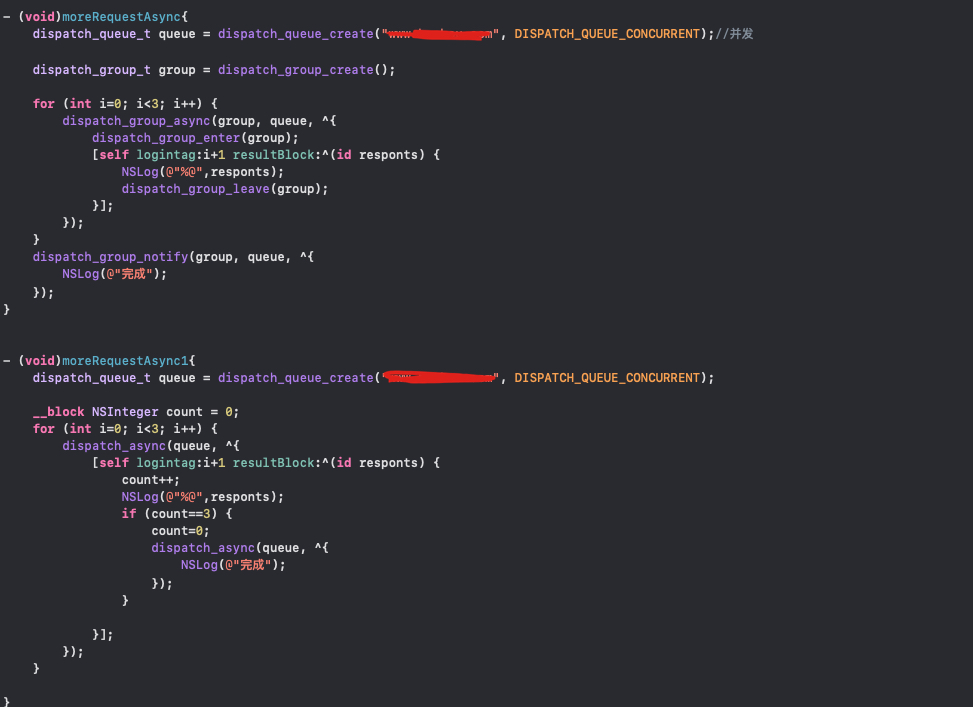 - (void)moreRequestAsync{
dispatch_queue_t queue = dispatch_queue_create("", DISPATCH_QUEUE_CONCURRENT);//并发
dispatch_group_t group = dispatch_group_create();
for (int i=0; i<3; i++) {
dispatch_group_async(group, queue, ^{
dispatch_group_enter(group);
[self logintag:i+1 resultBlock:^(id responts) {
NSLog(@"%@",responts);
dispatch_group_leave(group);
}];
});
}
dispatch_group_notify(group, queue, ^{
NSLog(@"完成");
});
}
- (void)moreRequestAsync1{
dispatch_queue_t queue = dispatch_queue_create("", DISPATCH_QUEUE_CONCURRENT);
__block NSInteger count = 0;
for (int i=0; i<3; i++) {
dispatch_async(queue, ^{
[self logintag:i+1 resultBlock:^(id responts) {
count++;
NSLog(@"%@",responts);
if (count==3) {
count=0;
dispatch_async(queue, ^{
NSLog(@"完成");
});
}
}];
});
}
}